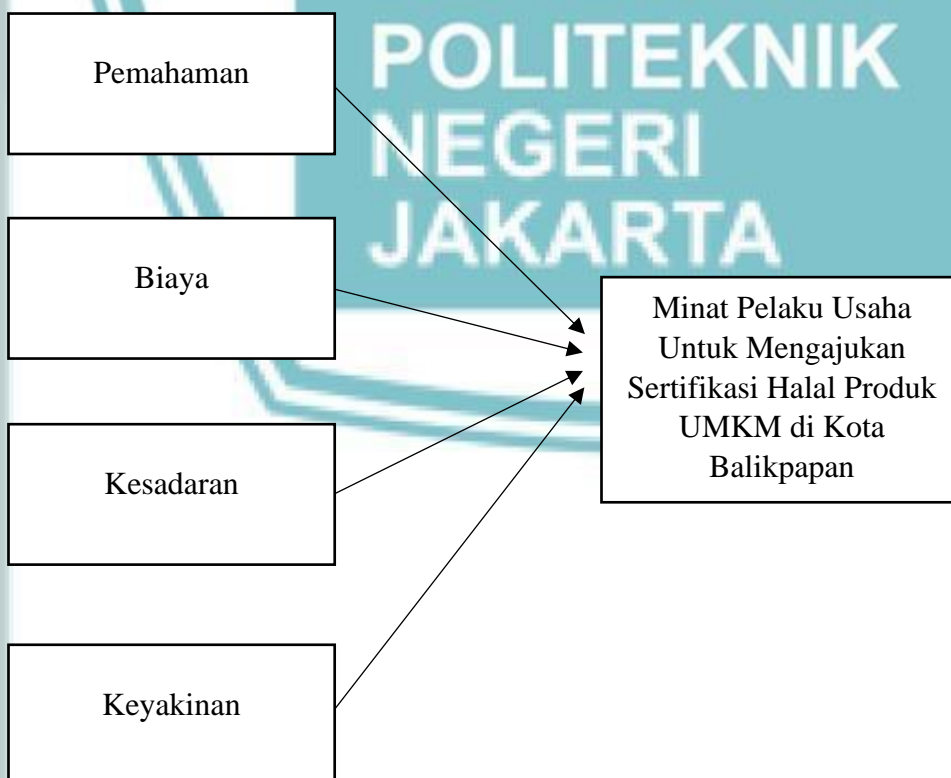 POLITEKNIK
NEGERI
JAKARTA
Pemahaman
Biaya
Kesadaran
Keyakinan
Minat Pelaku Usaha
Untuk Mengajukan
Sertifikasi Halal Produk
UMKM di Kota
Balikpapan